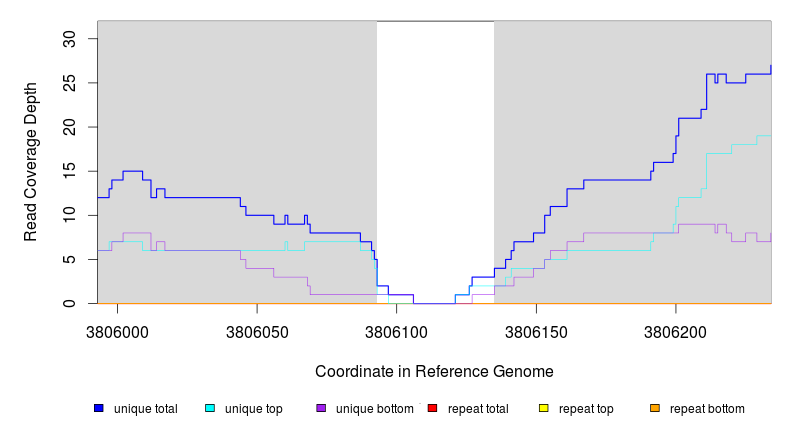 30
25
20
15
10
5
0
Read Coverage Depth
3806000 3806050 3806100 3806150 3806200
Coordinate in Reference Genome
unique total unique top unique bottom repeat total repeat top repeat bottom